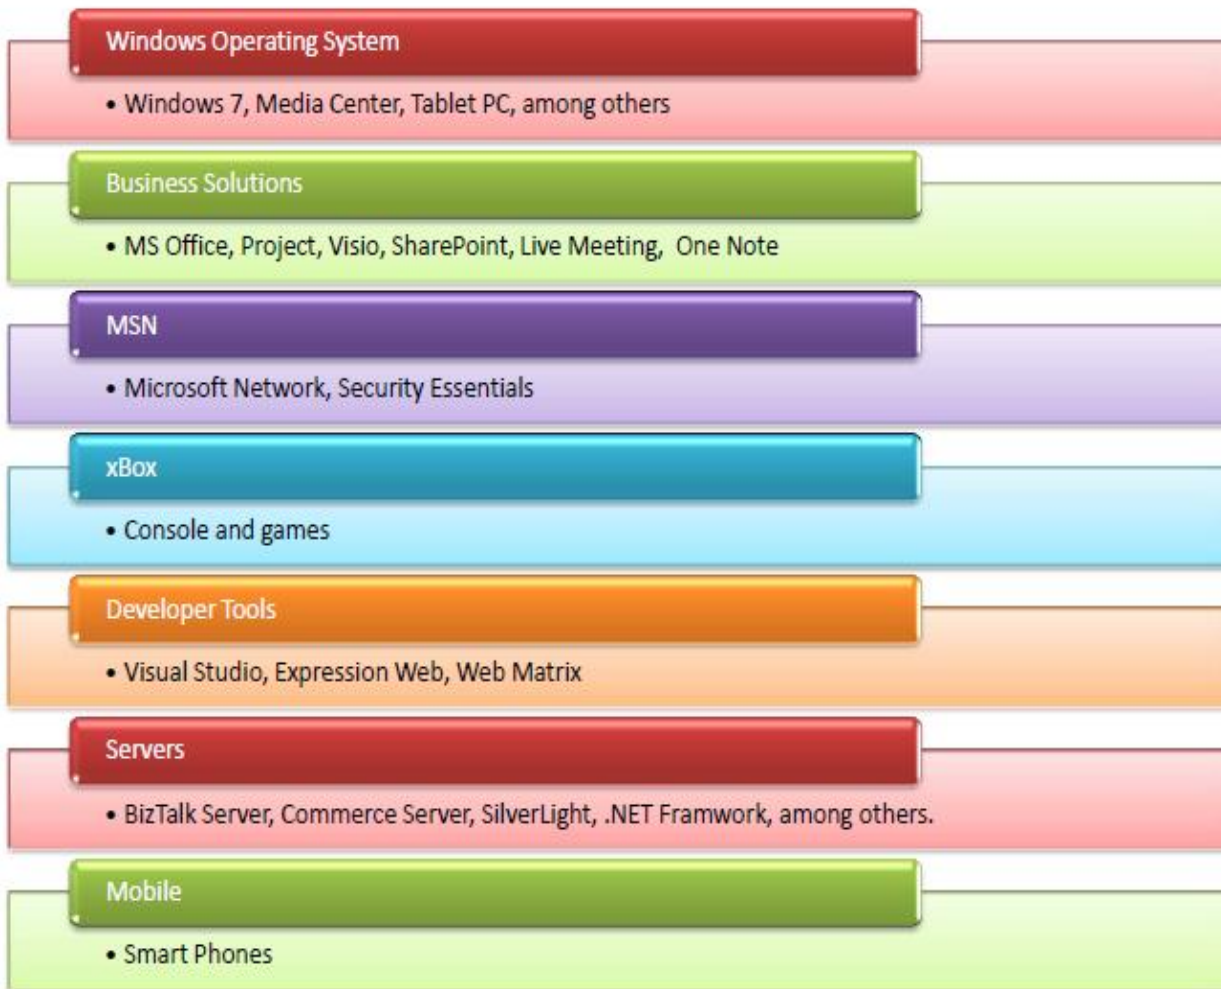 Windows Operating System
• Windows 7, Media Center, Tablet PC, among others
Business Solutions
• MS Office, Project, Visio, SharePoint, Live Meeting, One Note
MSN
• Microsoft Network, Security Essentials
xBox
• Console and games
Developer Tools
• Visual Studio, Expression Web, Web Matrix
Servers
• BizTalk Server, Commerce Server, SilverLight, .NET Framwork, among others.
Mobile
• Smart Phones